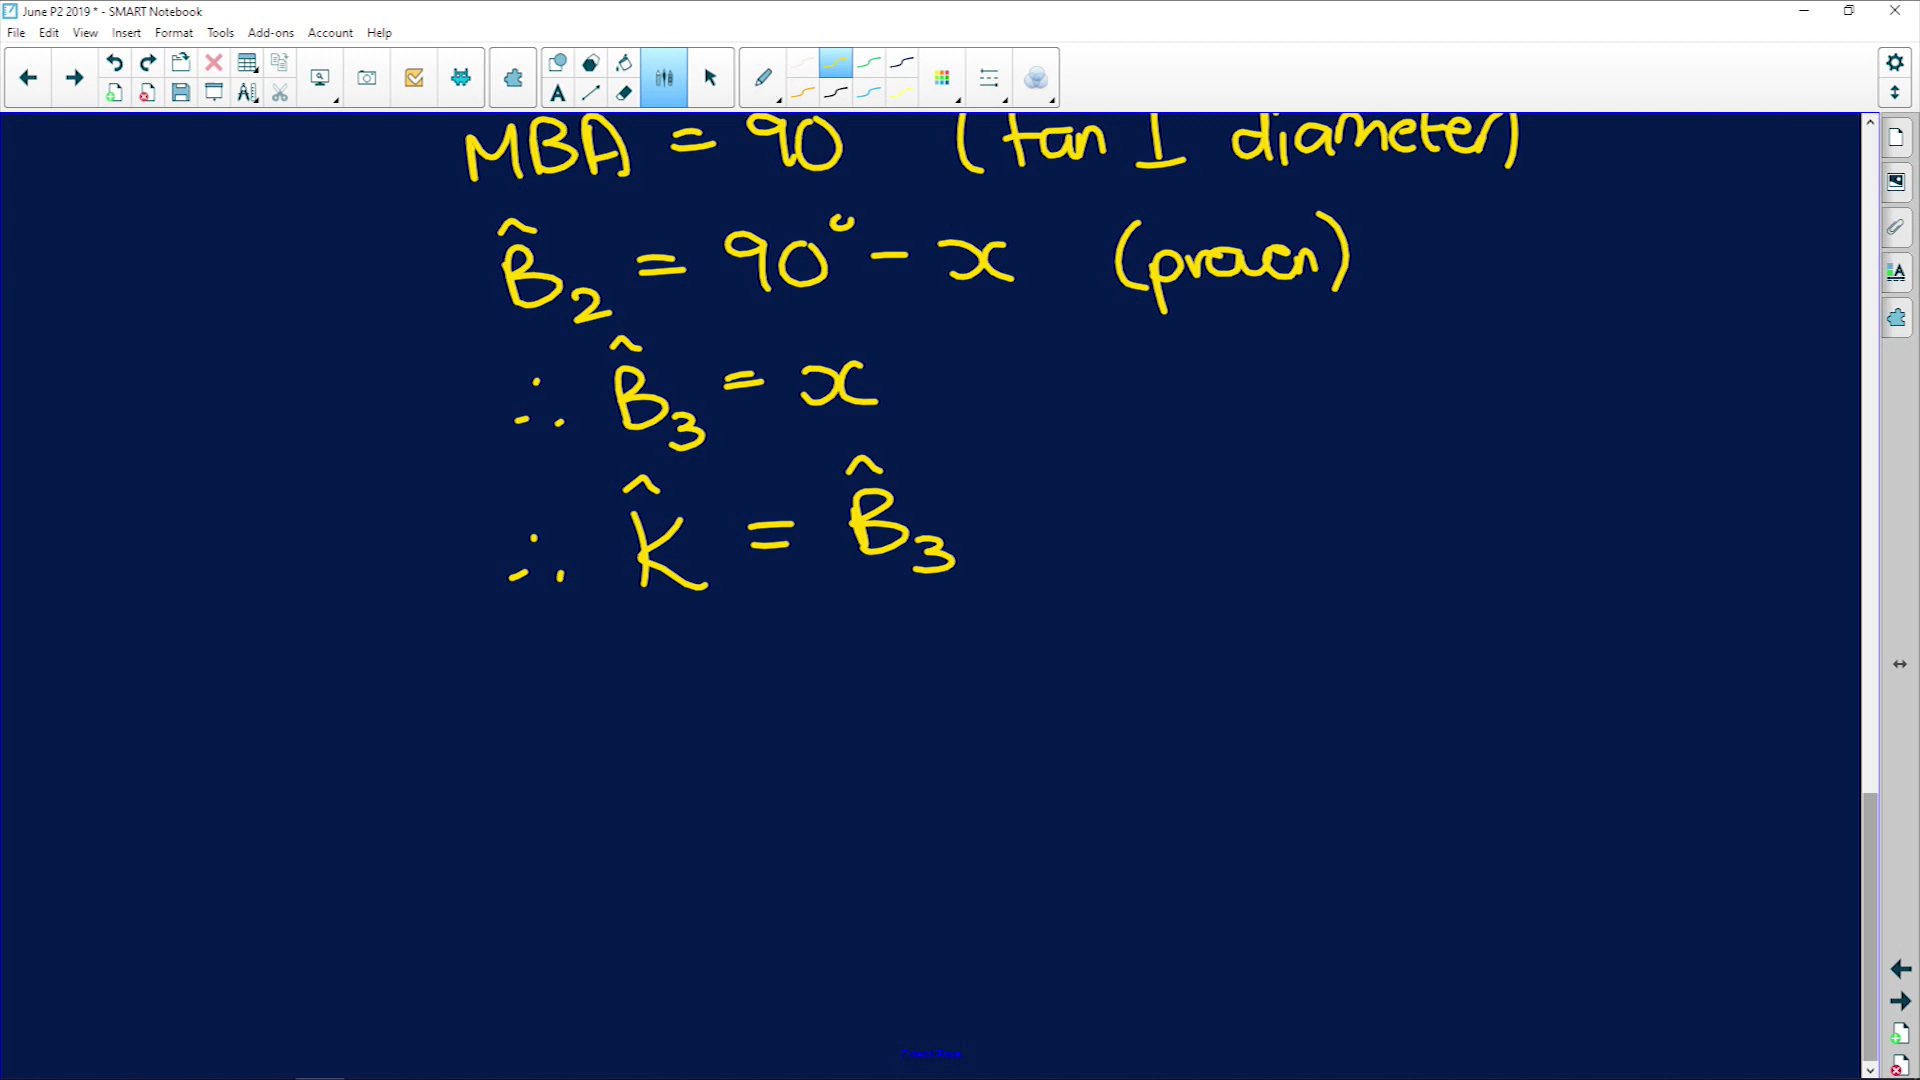 June P2 2019 * - SMART Notebook
File Edit View Insert Format Tools Add-ons Account Help
MBA = 90 (tan ⊥ diameter)
B̂₂ = 90° - x (proven)
∴ B̂₃ = x
∴ K̂ = B̂₃